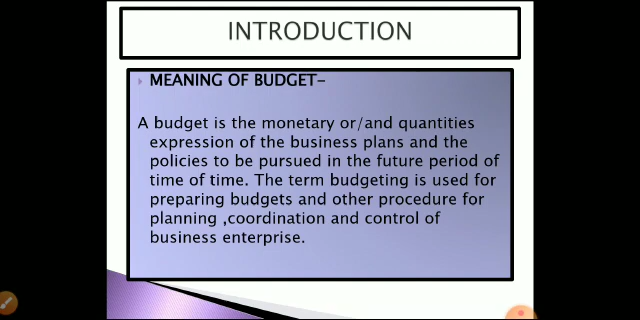 INTRODUCTION
MEANING OF BUDGET-
A budget is the monetary or/and quantities
expression of the business plans and the
policies to be pursued in the future period of
time of time. The term budgeting is used for
preparing budgets and other procedure for
planning ,coordination and control of
business enterprise.